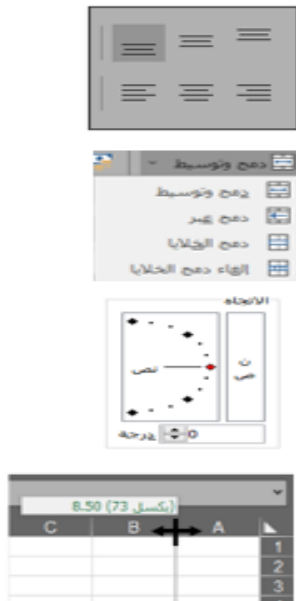 دمج وتوسيط
دمج وتوسيط
دمج عبر
دمج الخلايا
إلغاء دمج الخلايا
الاتجاه
نص
ن
ص
0 درجة
8.50 (73 بكسل)
A B C
1
2
3